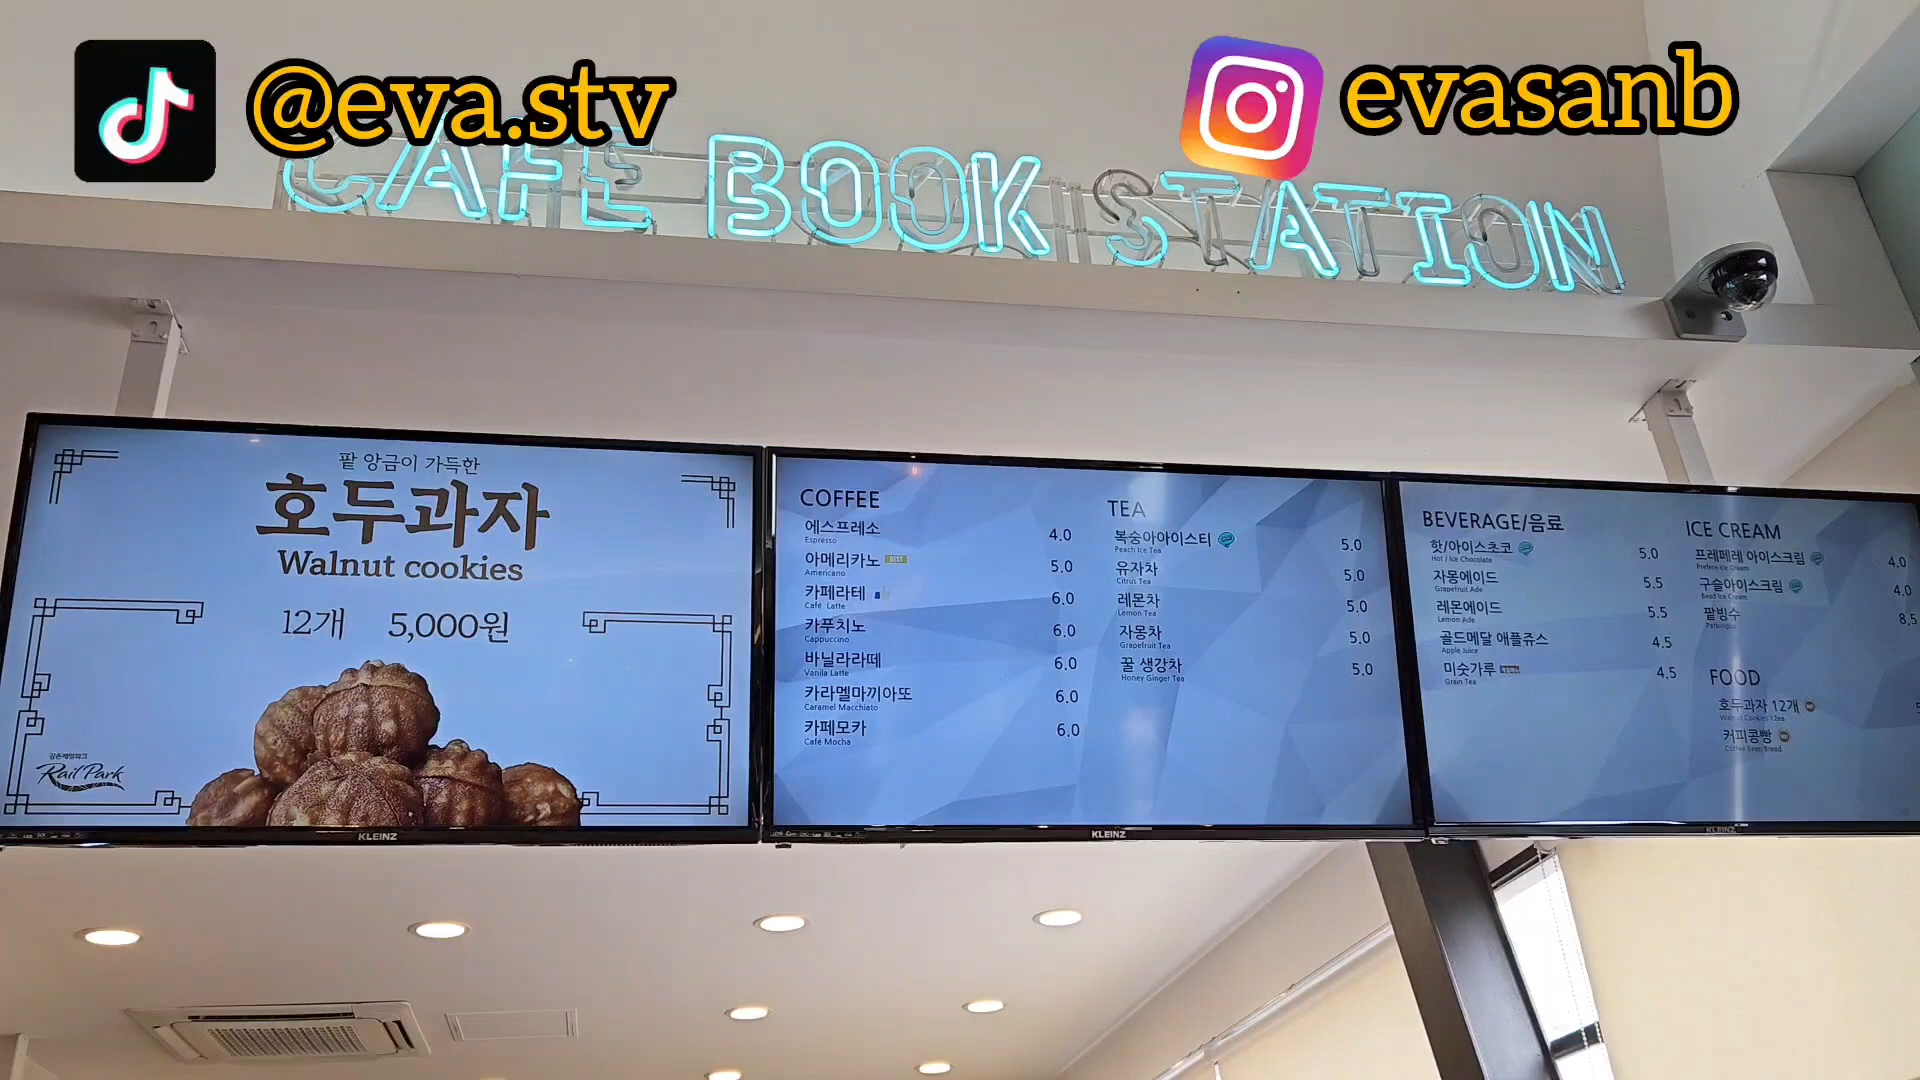 @eva.stv
evasanb
CAFE BOOK STATION
팥 앙금이 가득한
호두과자
Walnut cookies
12개 5,000원
강촌레일파크
Rail Park
KLEINZ
COFFEE
에스프레소 4.0
Espresso
아메리카노 BEST 5.0
Americano
카페라테 6.0
Café Latte
카푸치노 6.0
Cappuccino
바닐라라떼 6.0
Vanila Latte
카라멜마끼아또 6.0
Caramel Macchiato
카페모카 6.0
Café Mocha
TEA
복숭아아이스티 5.0
Peach Ice Tea
유자차 5.0
Citrus Tea
레몬차 5.0
Lemon Tea
자몽차 5.0
Grapefruit Tea
꿀 생강차 5.0
Honey Ginger Tea
KLEINZ
BEVERAGE/음료
핫/아이스초코 5.0
Hot / Ice Chocolate
자몽에이드 5.5
Grapefruit Ade
레몬에이드 5.5
Lemon Ade
골드메달 애플쥬스 4.5
Apple Juice
미숫가루 4.5
Grain Tea
ICE CREAM
프레페레 아이스크림 4.0
Prefere Ice Cream
구슬아이스크림 4.0
Bead Ice Cream
팥빙수 8,5
Patbingsu
FOOD
호두과자 12개
Walnut Cookies 12ea
커피콩빵
Coffee Bean Bread
KLEINZ